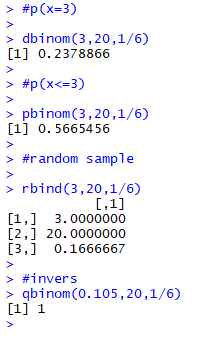 > #p(x=3)
>
> dbinom(3,20,1/6)
[1] 0.2378866
>
> #p(x<=3)
>
> pbinom(3,20,1/6)
[1] 0.5665456
>
> #random sample
>
> rbind(3,20,1/6)
           [,1]
[1,]  3.0000000
[2,] 20.0000000
[3,]  0.1666667
>
> #invers
> qbinom(0.105,20,1/6)
[1] 1
>